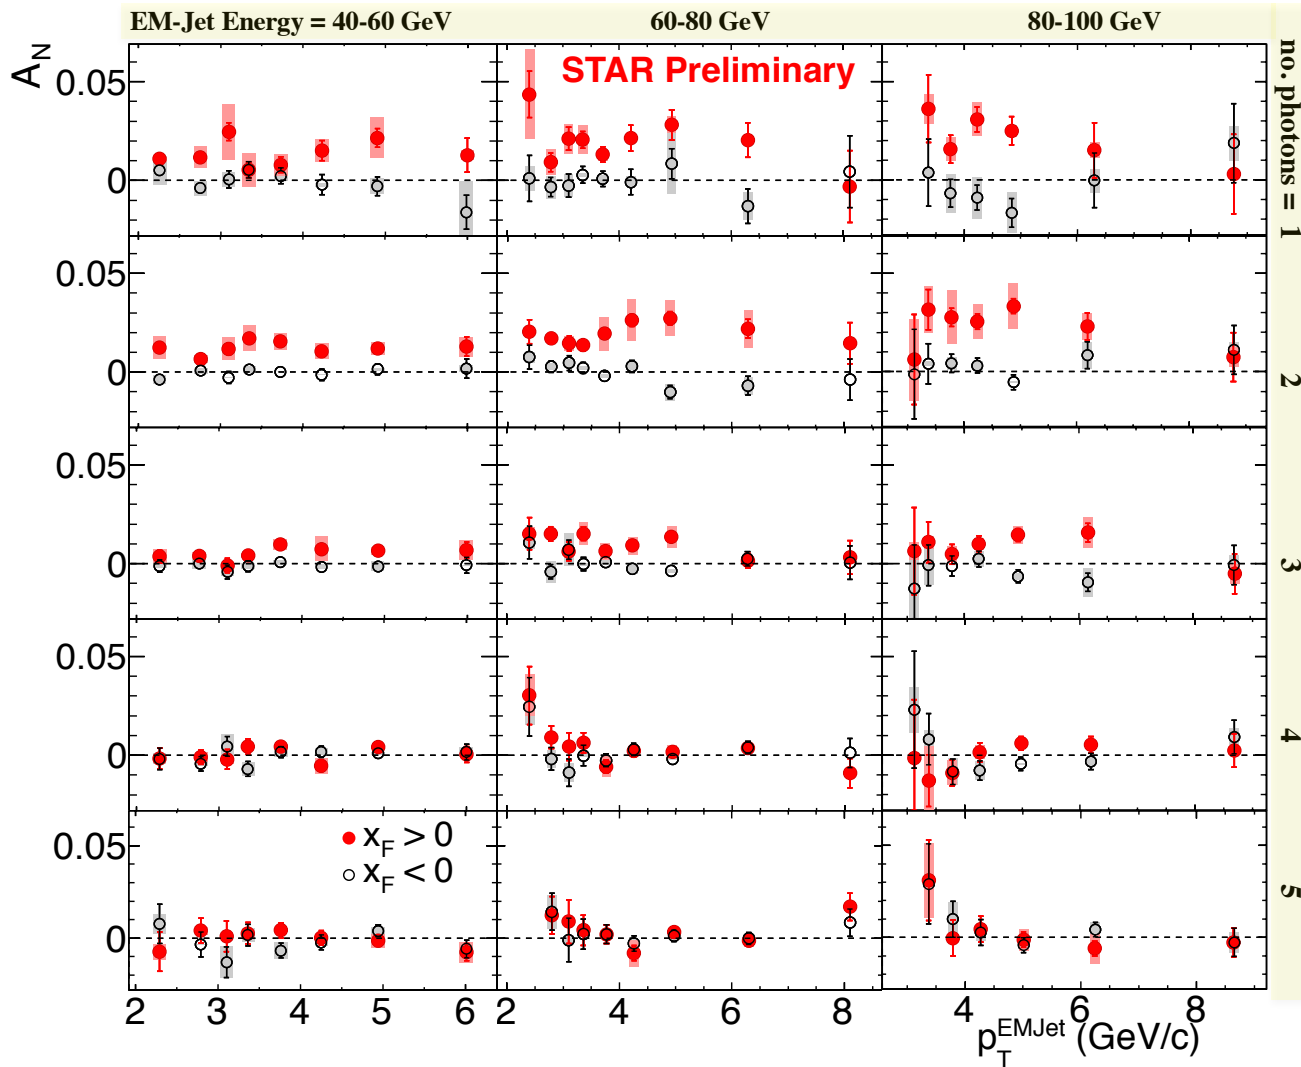 EM-Jet Energy = 40-60 GeV 60-80 GeV 80-100 GeV
A_N
STAR Preliminary
0.05
0
no. photons = 1
0.05
0
2
0.05
0
3
0.05
0
4
0.05
0
5
x_F > 0
x_F < 0
2 3 4 5 6 2 4 6 8 4 6 8
p_T^EMJet (GeV/c)